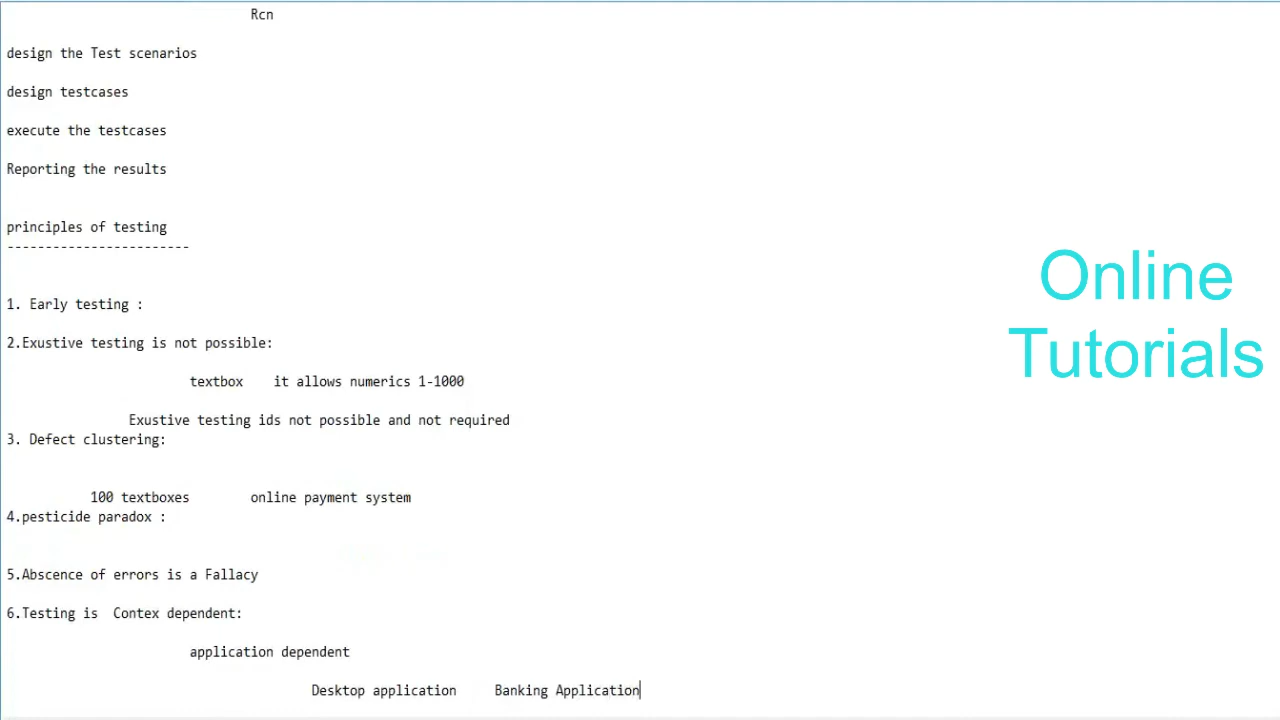 Rcn
design the Test scenarios
design testcases
execute the testcases
Reporting the results
principles of testing
------------------------
1. Early testing :
2.Exustive testing is not possible:
textbox    it allows numerics 1-1000
Exustive testing ids not possible and not required
3. Defect clustering:
100 textboxes        online payment system
4.pesticide paradox :
5.Abscence of errors is a Fallacy
6.Testing is  Contex dependent:
application dependent
Desktop application     Banking Application
Online
Tutorials